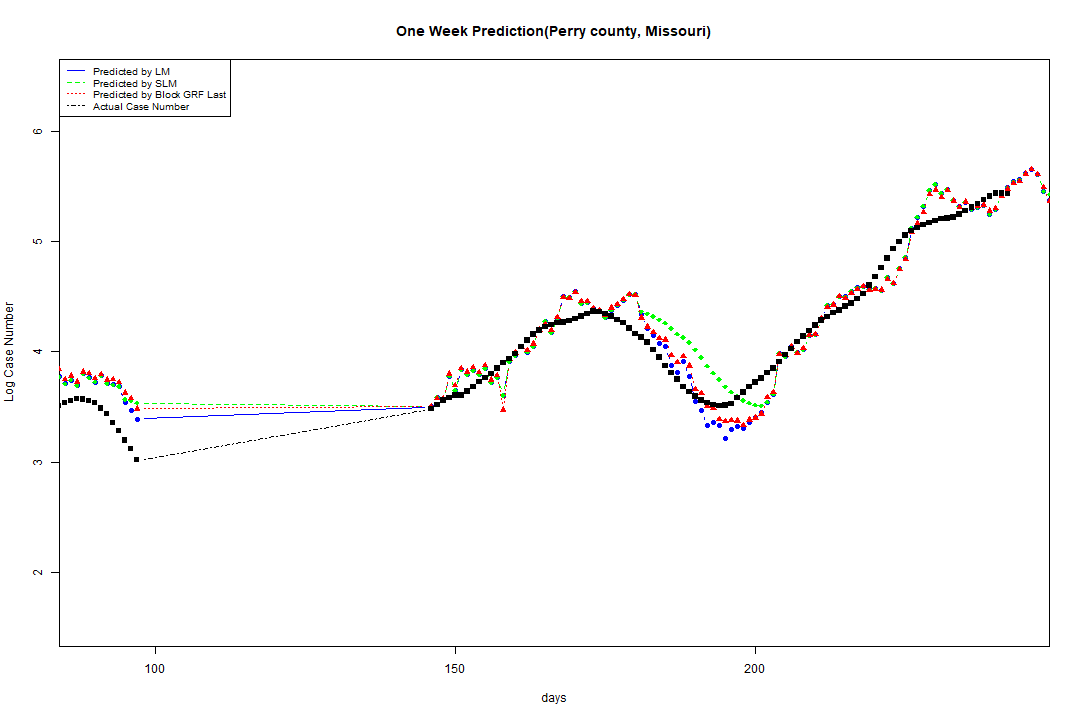 One Week Prediction(Perry county, Missouri)
Predicted by LM
Predicted by SLM
Predicted by Block GRF Last
Actual Case Number
6
5
4
3
2
Log Case Number
100 150 200
days